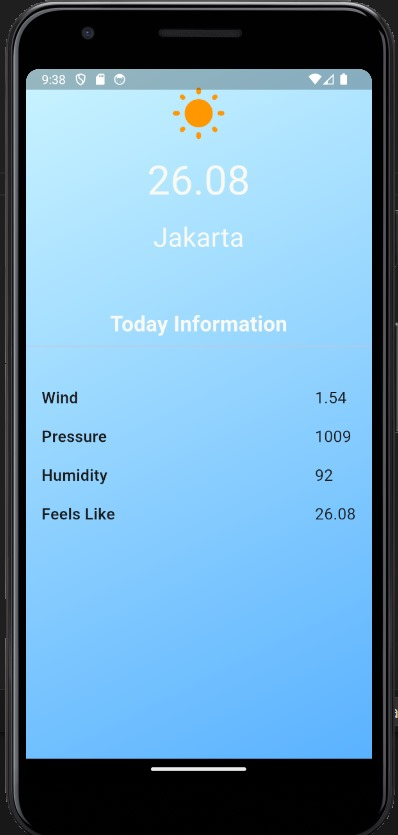 9:38
26.08
Jakarta
Today Information
Wind 1.54
Pressure 1009
Humidity 92
Feels Like 26.08